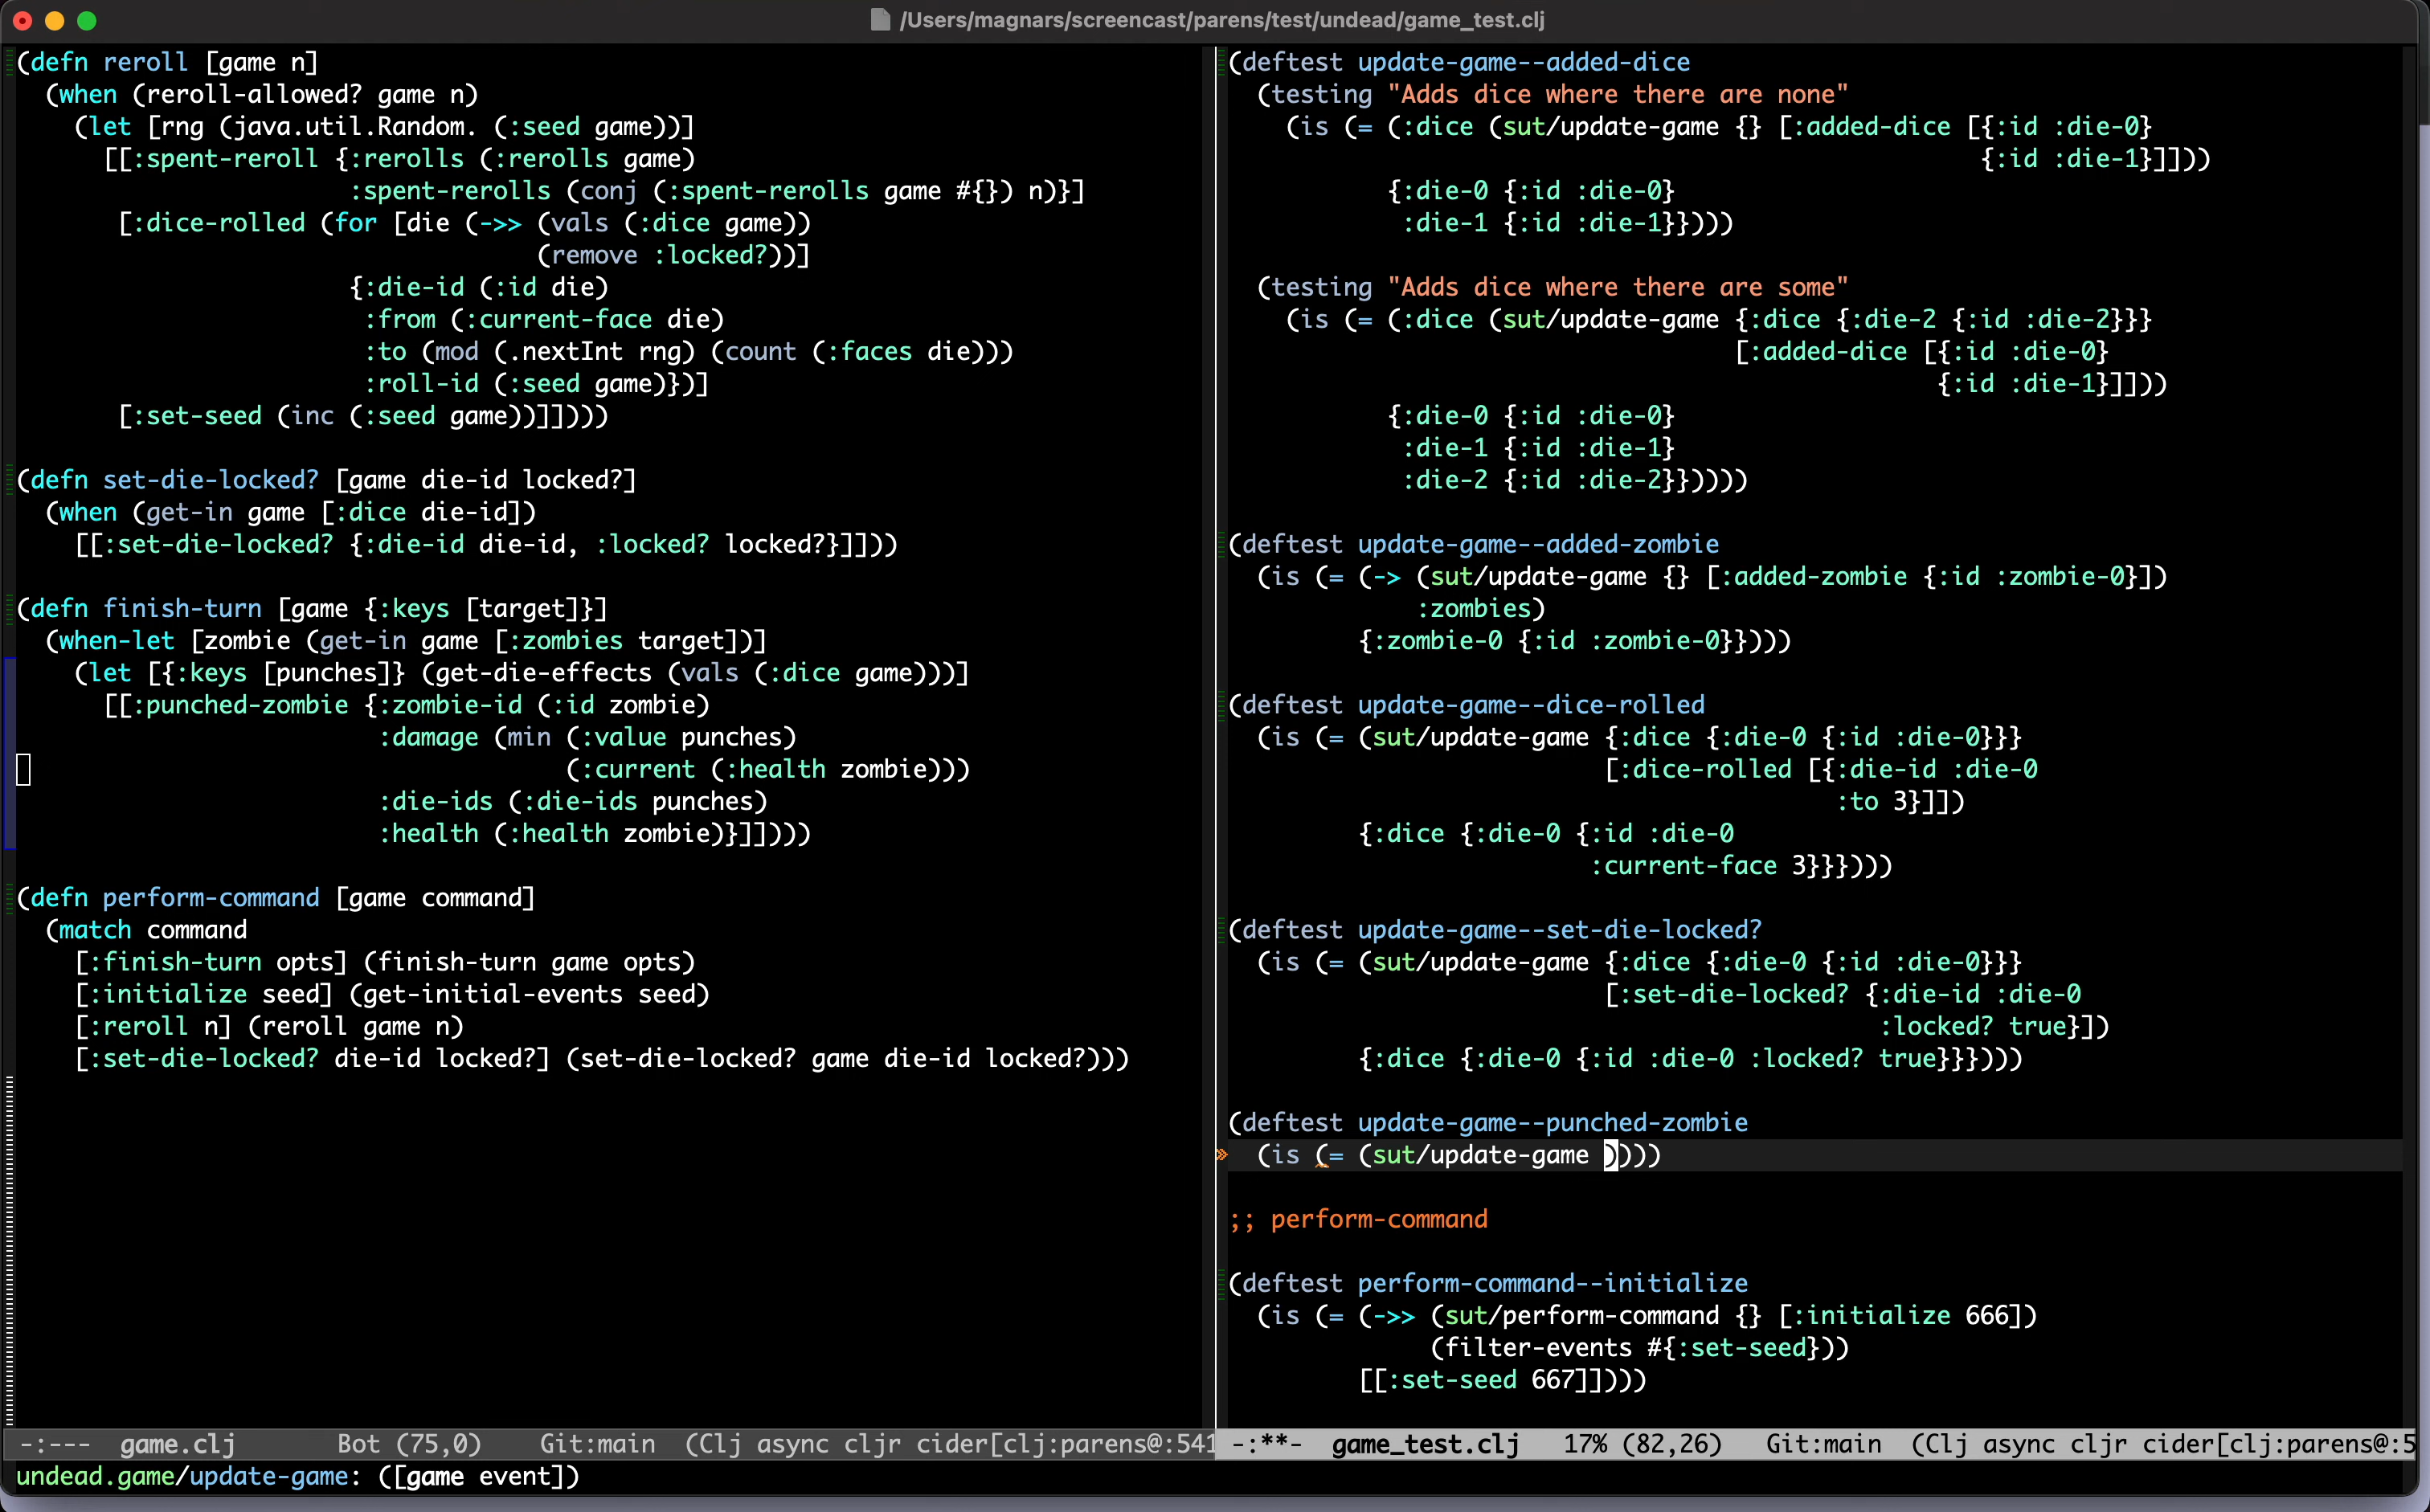 /Users/magnars/screencast/parens/test/undead/game_test.clj
(defn reroll [game n]
  (when (reroll-allowed? game n)
    (let [rng (java.util.Random. (:seed game))]
      [[:spent-reroll {:rerolls (:rerolls game)
                       :spent-rerolls (conj (:spent-rerolls game #{}) n)}]
       [:dice-rolled (for [die (->> (vals (:dice game))
                                    (remove :locked?))]
                       {:die-id (:id die)
                        :from (:current-face die)
                        :to (mod (.nextInt rng) (count (:faces die)))
                        :roll-id (:seed game)})]
       [:set-seed (inc (:seed game))]])))

(defn set-die-locked? [game die-id locked?]
  (when (get-in game [:dice die-id])
    [[:set-die-locked? {:die-id die-id, :locked? locked?}]]))

(defn finish-turn [game {:keys [target]}]
  (when-let [zombie (get-in game [:zombies target])]
    (let [{:keys [punches]} (get-die-effects (vals (:dice game)))]
      [[:punched-zombie {:zombie-id (:id zombie)
                         :damage (min (:value punches)
                                      (:current (:health zombie)))
                         :die-ids (:die-ids punches)
                         :health (:health zombie)}]])))

(defn perform-command [game command]
  (match command
    [:finish-turn opts] (finish-turn game opts)
    [:initialize seed] (get-initial-events seed)
    [:reroll n] (reroll game n)
    [:set-die-locked? die-id locked?] (set-die-locked? game die-id locked?)))
-:---  game.clj       Bot (75,0)    Git:main  (Clj async cljr cider[clj:parens@:541
(deftest update-game--added-dice
  (testing "Adds dice where there are none"
    (is (= (:dice (sut/update-game {} [:added-dice [{:id :die-0}
                                                    {:id :die-1}]]))
           {:die-0 {:id :die-0}
            :die-1 {:id :die-1}})))

  (testing "Adds dice where there are some"
    (is (= (:dice (sut/update-game {:dice {:die-2 {:id :die-2}}}
                                   [:added-dice [{:id :die-0}
                                                 {:id :die-1}]]))
           {:die-0 {:id :die-0}
            :die-1 {:id :die-1}
            :die-2 {:id :die-2}}))))

(deftest update-game--added-zombie
  (is (= (-> (sut/update-game {} [:added-zombie {:id :zombie-0}])
             :zombies)
         {:zombie-0 {:id :zombie-0}})))

(deftest update-game--dice-rolled
  (is (= (sut/update-game {:dice {:die-0 {:id :die-0}}}
                          [:dice-rolled [{:die-id :die-0
                                          :to 3}]])
         {:dice {:die-0 {:id :die-0
                         :current-face 3}}})))

(deftest update-game--set-die-locked?
  (is (= (sut/update-game {:dice {:die-0 {:id :die-0}}}
                          [:set-die-locked? {:die-id :die-0
                                             :locked? true}])
         {:dice {:die-0 {:id :die-0 :locked? true}}})))

(deftest update-game--punched-zombie
  (is (= (sut/update-game ))))

;; perform-command

(deftest perform-command--initialize
  (is (= (->> (sut/perform-command {} [:initialize 666])
              (filter-events #{:set-seed}))
         [[:set-seed 667]])))
-:**-  game_test.clj   17% (82,26)   Git:main  (Clj async cljr cider[clj:parens@:5
undead.game/update-game: ([game event])